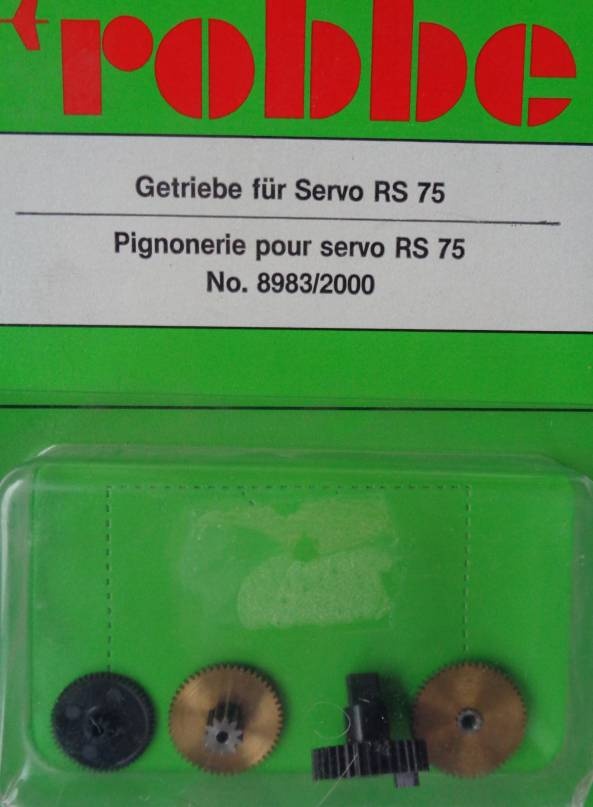 robbe
Getriebe für Servo RS 75
Pignonerie pour servo RS 75
No. 8983/2000